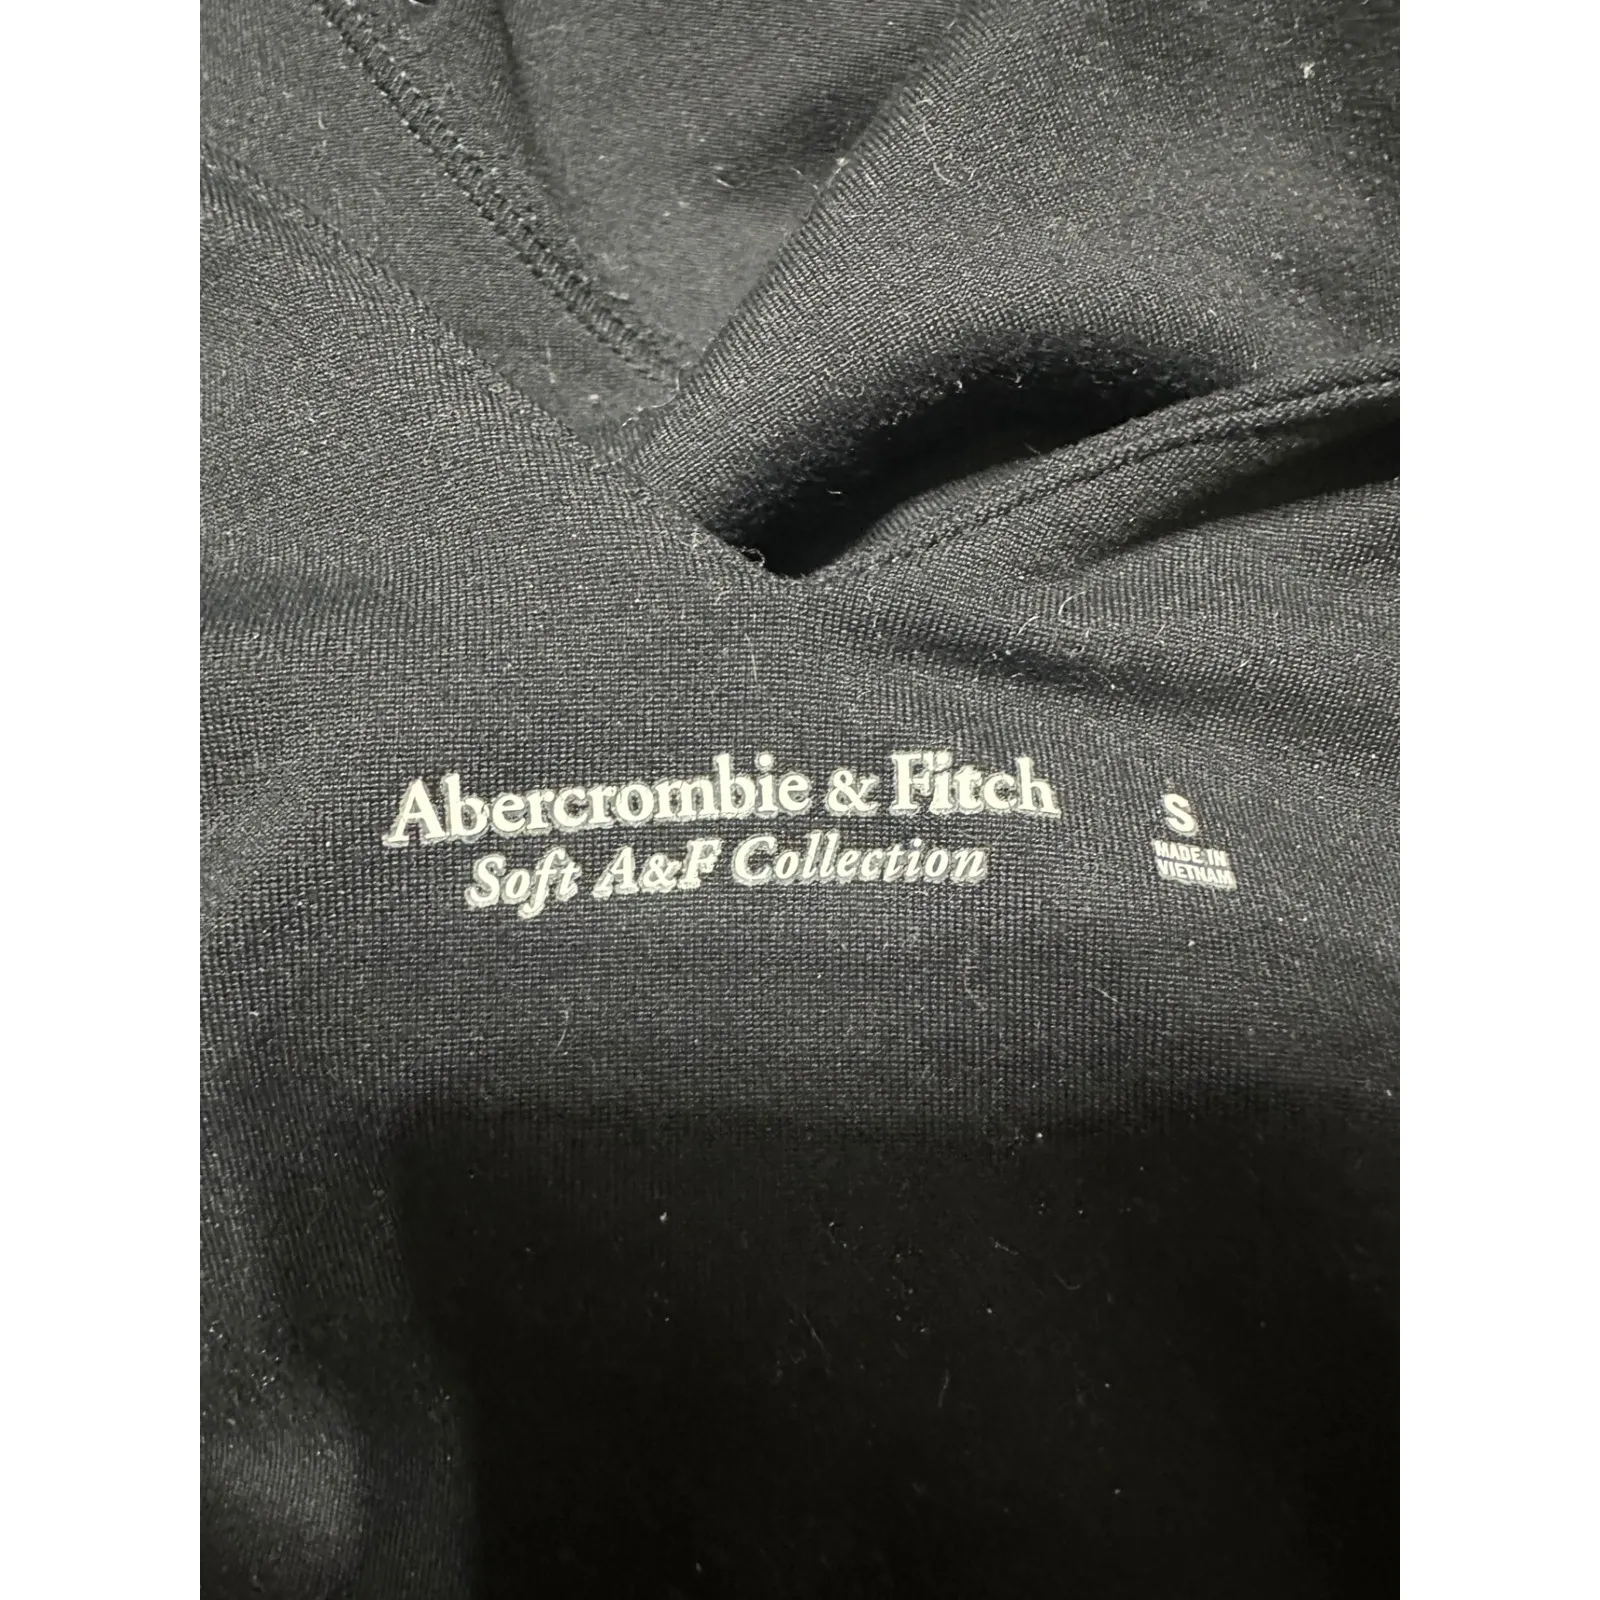 Abercrombie & Fitch
Soft A&F Collection
S
MADE IN
VIETNAM